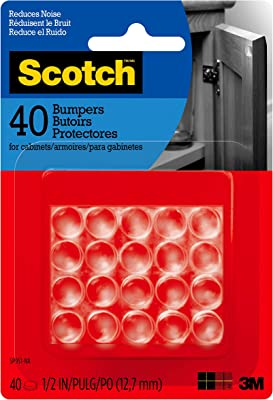 Reduces Noise
Réduisent le Bruit
Reduce el Ruido
Scotch
40 Bumpers
Butoirs
Protectores
for cabinets/armoires/para gabinetes
40 1/2 IN/PULG/PO (12,7 mm)
3M